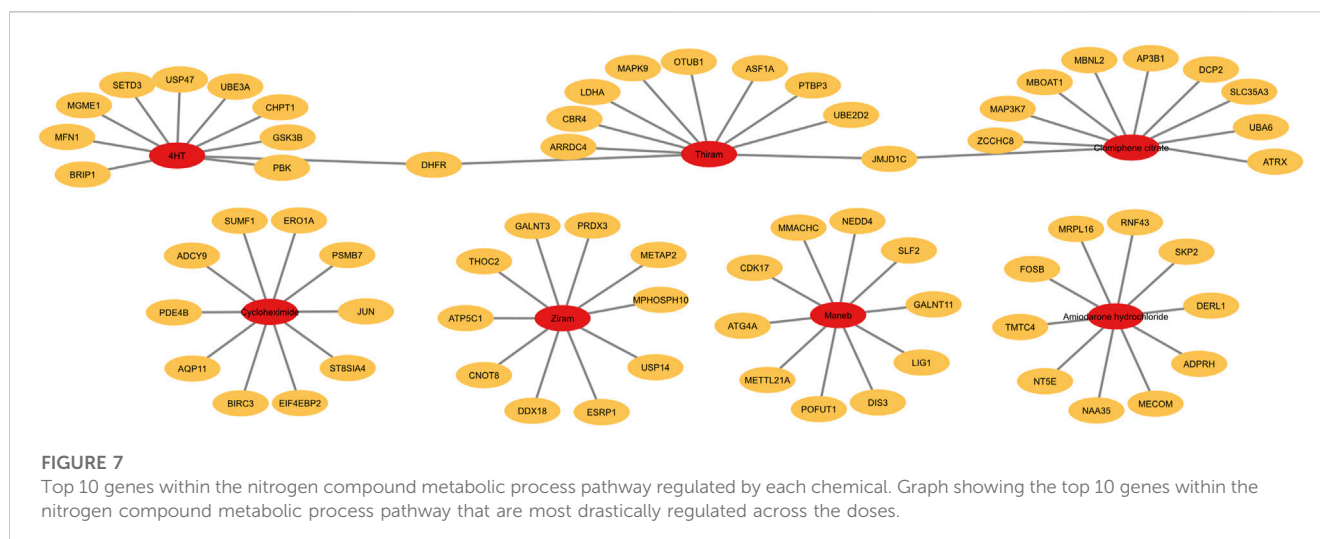 USP47
SETD3
UBE3A
MGME1
CHPT1
MFN1
GSK3B
4HT
BRIP1
PBK
DHFR
OTUB1
MAPK9
ASF1A
LDHA
PTBP3
CBR4
UBE2D2
ARRDC4
Thiram
JMJD1C
MBNL2
AP3B1
MBOAT1
DCP2
SLC35A3
MAP3K7
UBA6
ZCCHC8
Clomiphene citrate
ATRX
SUMF1
ERO1A
ADCY9
PSMB7
PDE4B
Cycloheximide
JUN
AQP11
ST8SIA4
BIRC3
EIF4EBP2
GALNT3
PRDX3
THOC2
METAP2
MPHOSPH10
ATP5C1
Ziram
CNOT8
USP14
DDX18
ESRP1
MMACHC
NEDD4
SLF2
CDK17
GALNT11
ATG4A
Maneb
LIG1
METTL21A
DIS3
POFUT1
MRPL16
RNF43
SKP2
FOSB
DERL1
TMTC4
Amiodarone hydrochloride
ADPRH
NT5E
MECOM
NAA35
FIGURE 7
Top 10 genes within the nitrogen compound metabolic process pathway regulated by each chemical. Graph showing the top 10 genes within the
nitrogen compound metabolic process pathway that are most drastically regulated across the doses.